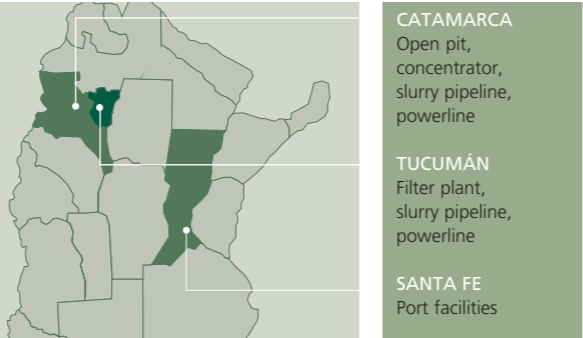 CATAMARCA
Open pit,
concentrator,
slurry pipeline,
powerline
TUCUMÁN
Filter plant,
slurry pipeline,
powerline
SANTA FE
Port facilities